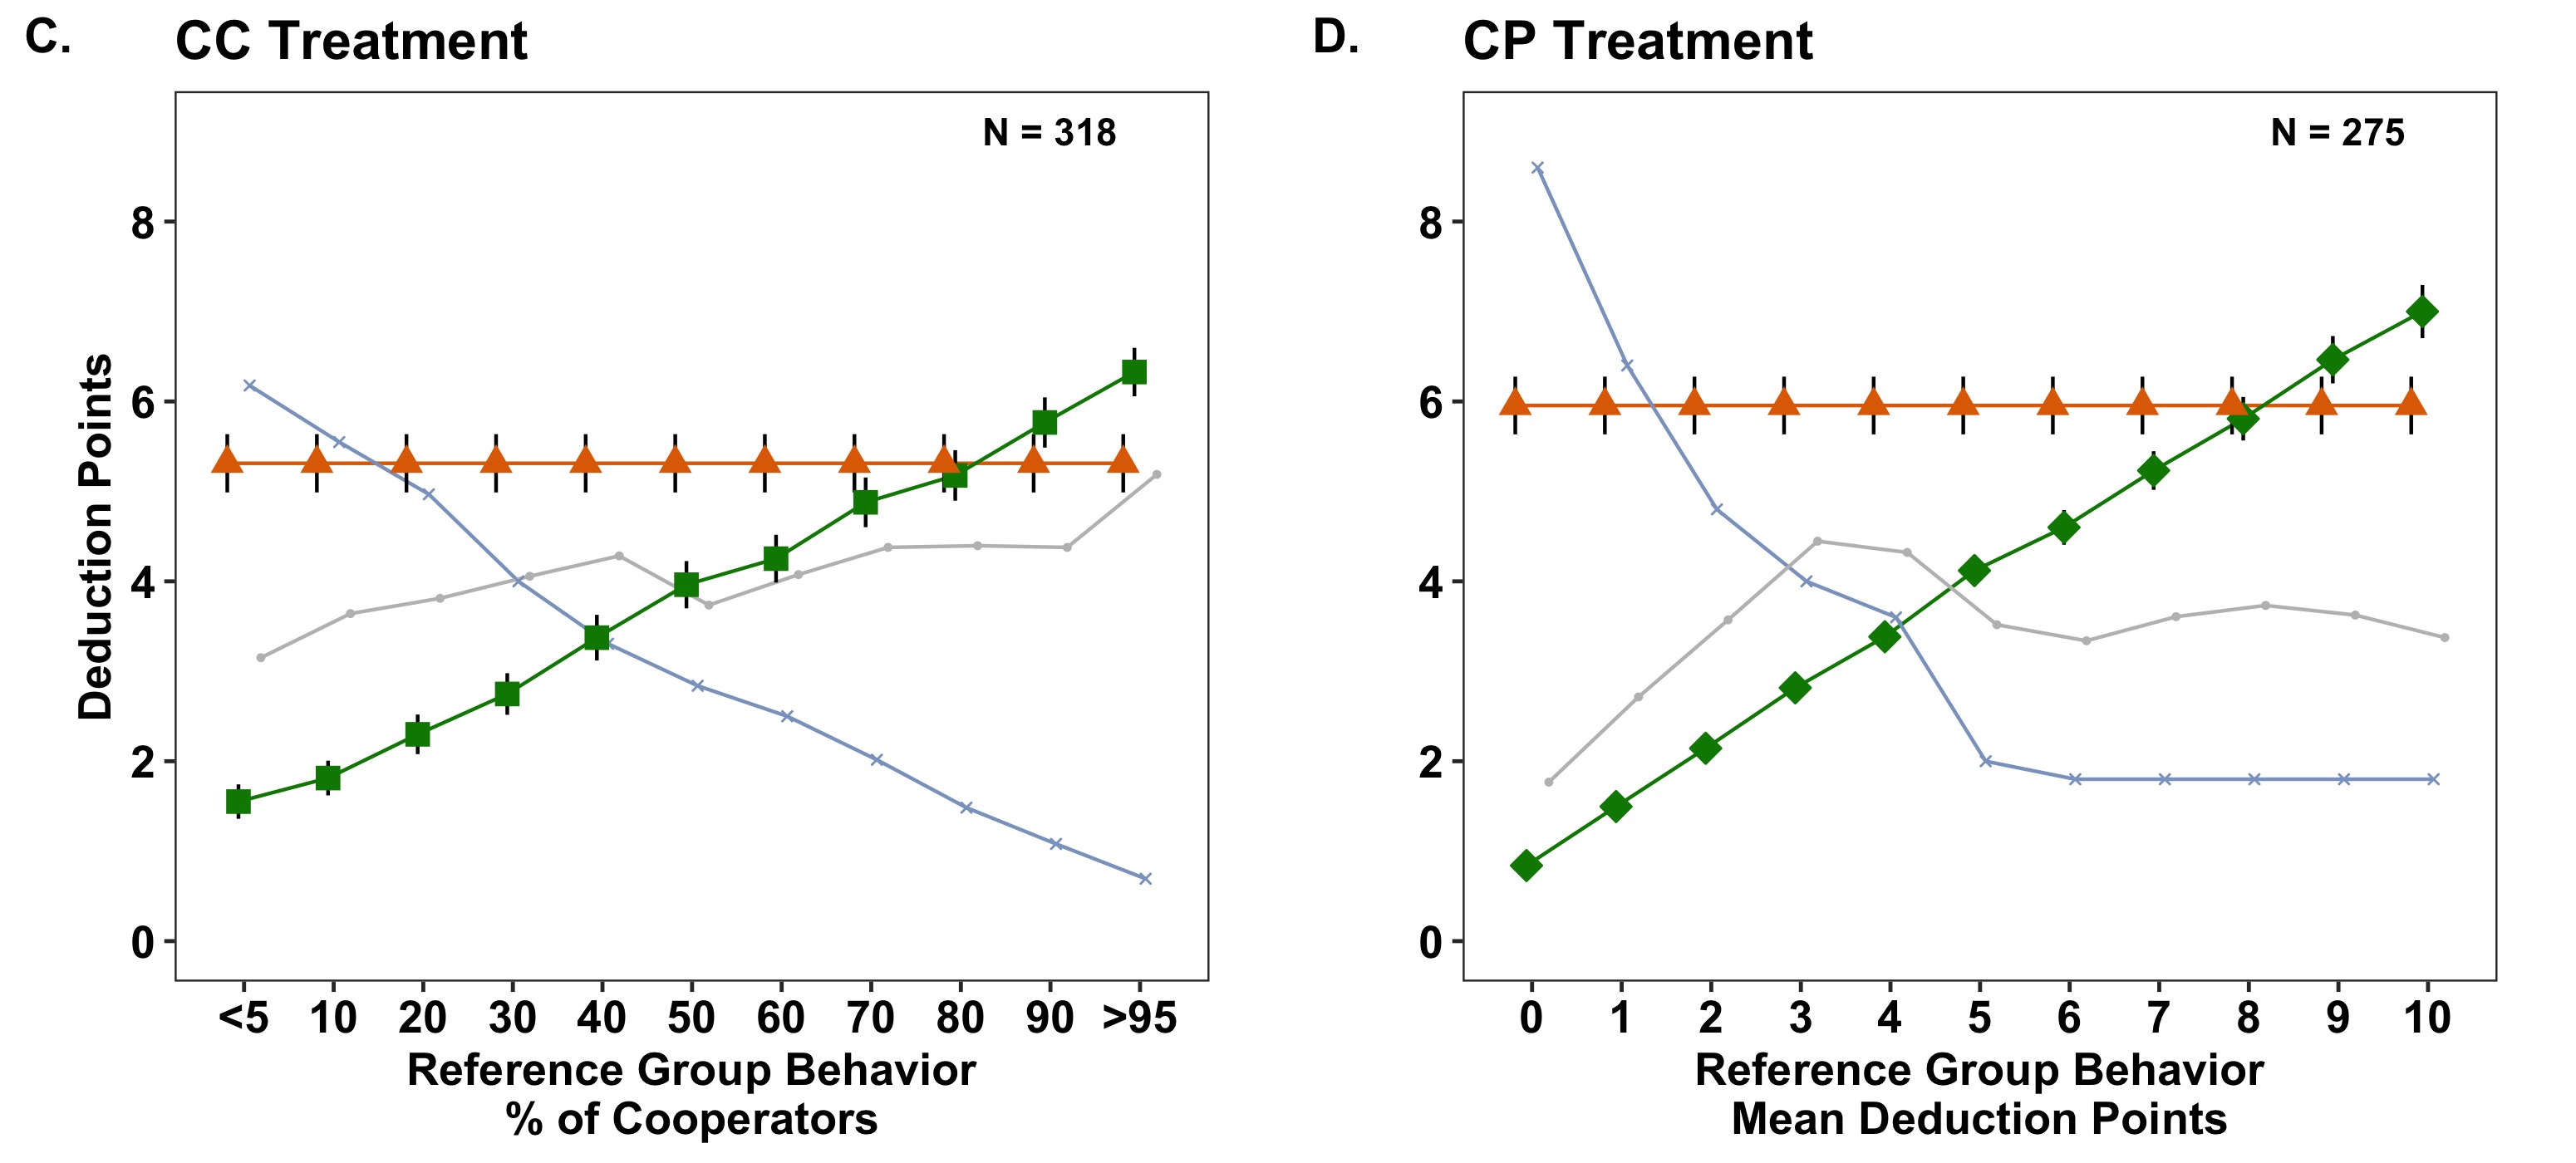 C. CC Treatment
N = 318
8
6
4
2
0
Deduction Points
<5 10 20 30 40 50 60 70 80 90 >95
Reference Group Behavior
% of Cooperators
D. CP Treatment
N = 275
8
6
4
2
0
0 1 2 3 4 5 6 7 8 9 10
Reference Group Behavior
Mean Deduction Points